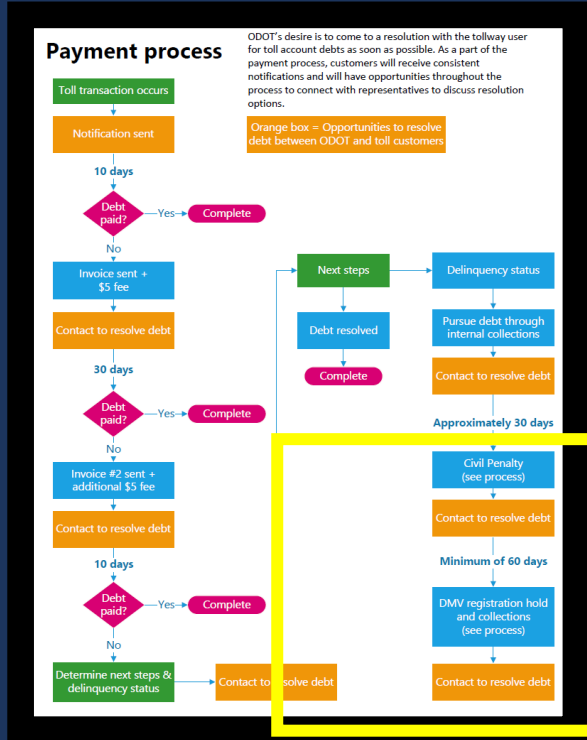 Payment process
ODOT's desire is to come to a resolution with the tollway user
for toll account debts as soon as possible. As a part of the
payment process, customers will receive consistent
notifications and will have opportunities throughout the
process to connect with representatives to discuss resolution
options.
Orange box = Opportunities to resolve
debt between ODOT and toll customers
Toll transaction occurs
Notification sent
10 days
Debt
paid?
Yes
Complete
No
Invoice sent +
$5 fee
Contact to resolve debt
30 days
Debt
paid?
Yes
Complete
No
Invoice #2 sent +
additional $5 fee
Contact to resolve debt
10 days
Debt
paid?
Yes
Complete
No
Determine next steps &
delinquency status
Contact to solve debt
Next steps
Debt resolved
Complete
Delinquency status
Pursue debt through
internal collections
Contact to resolve debt
Approximately 30 days
Civil Penalty
(see process)
Contact to resolve debt
Minimum of 60 days
DMV registration hold
and collections
(see process)
Contact to resolve debt